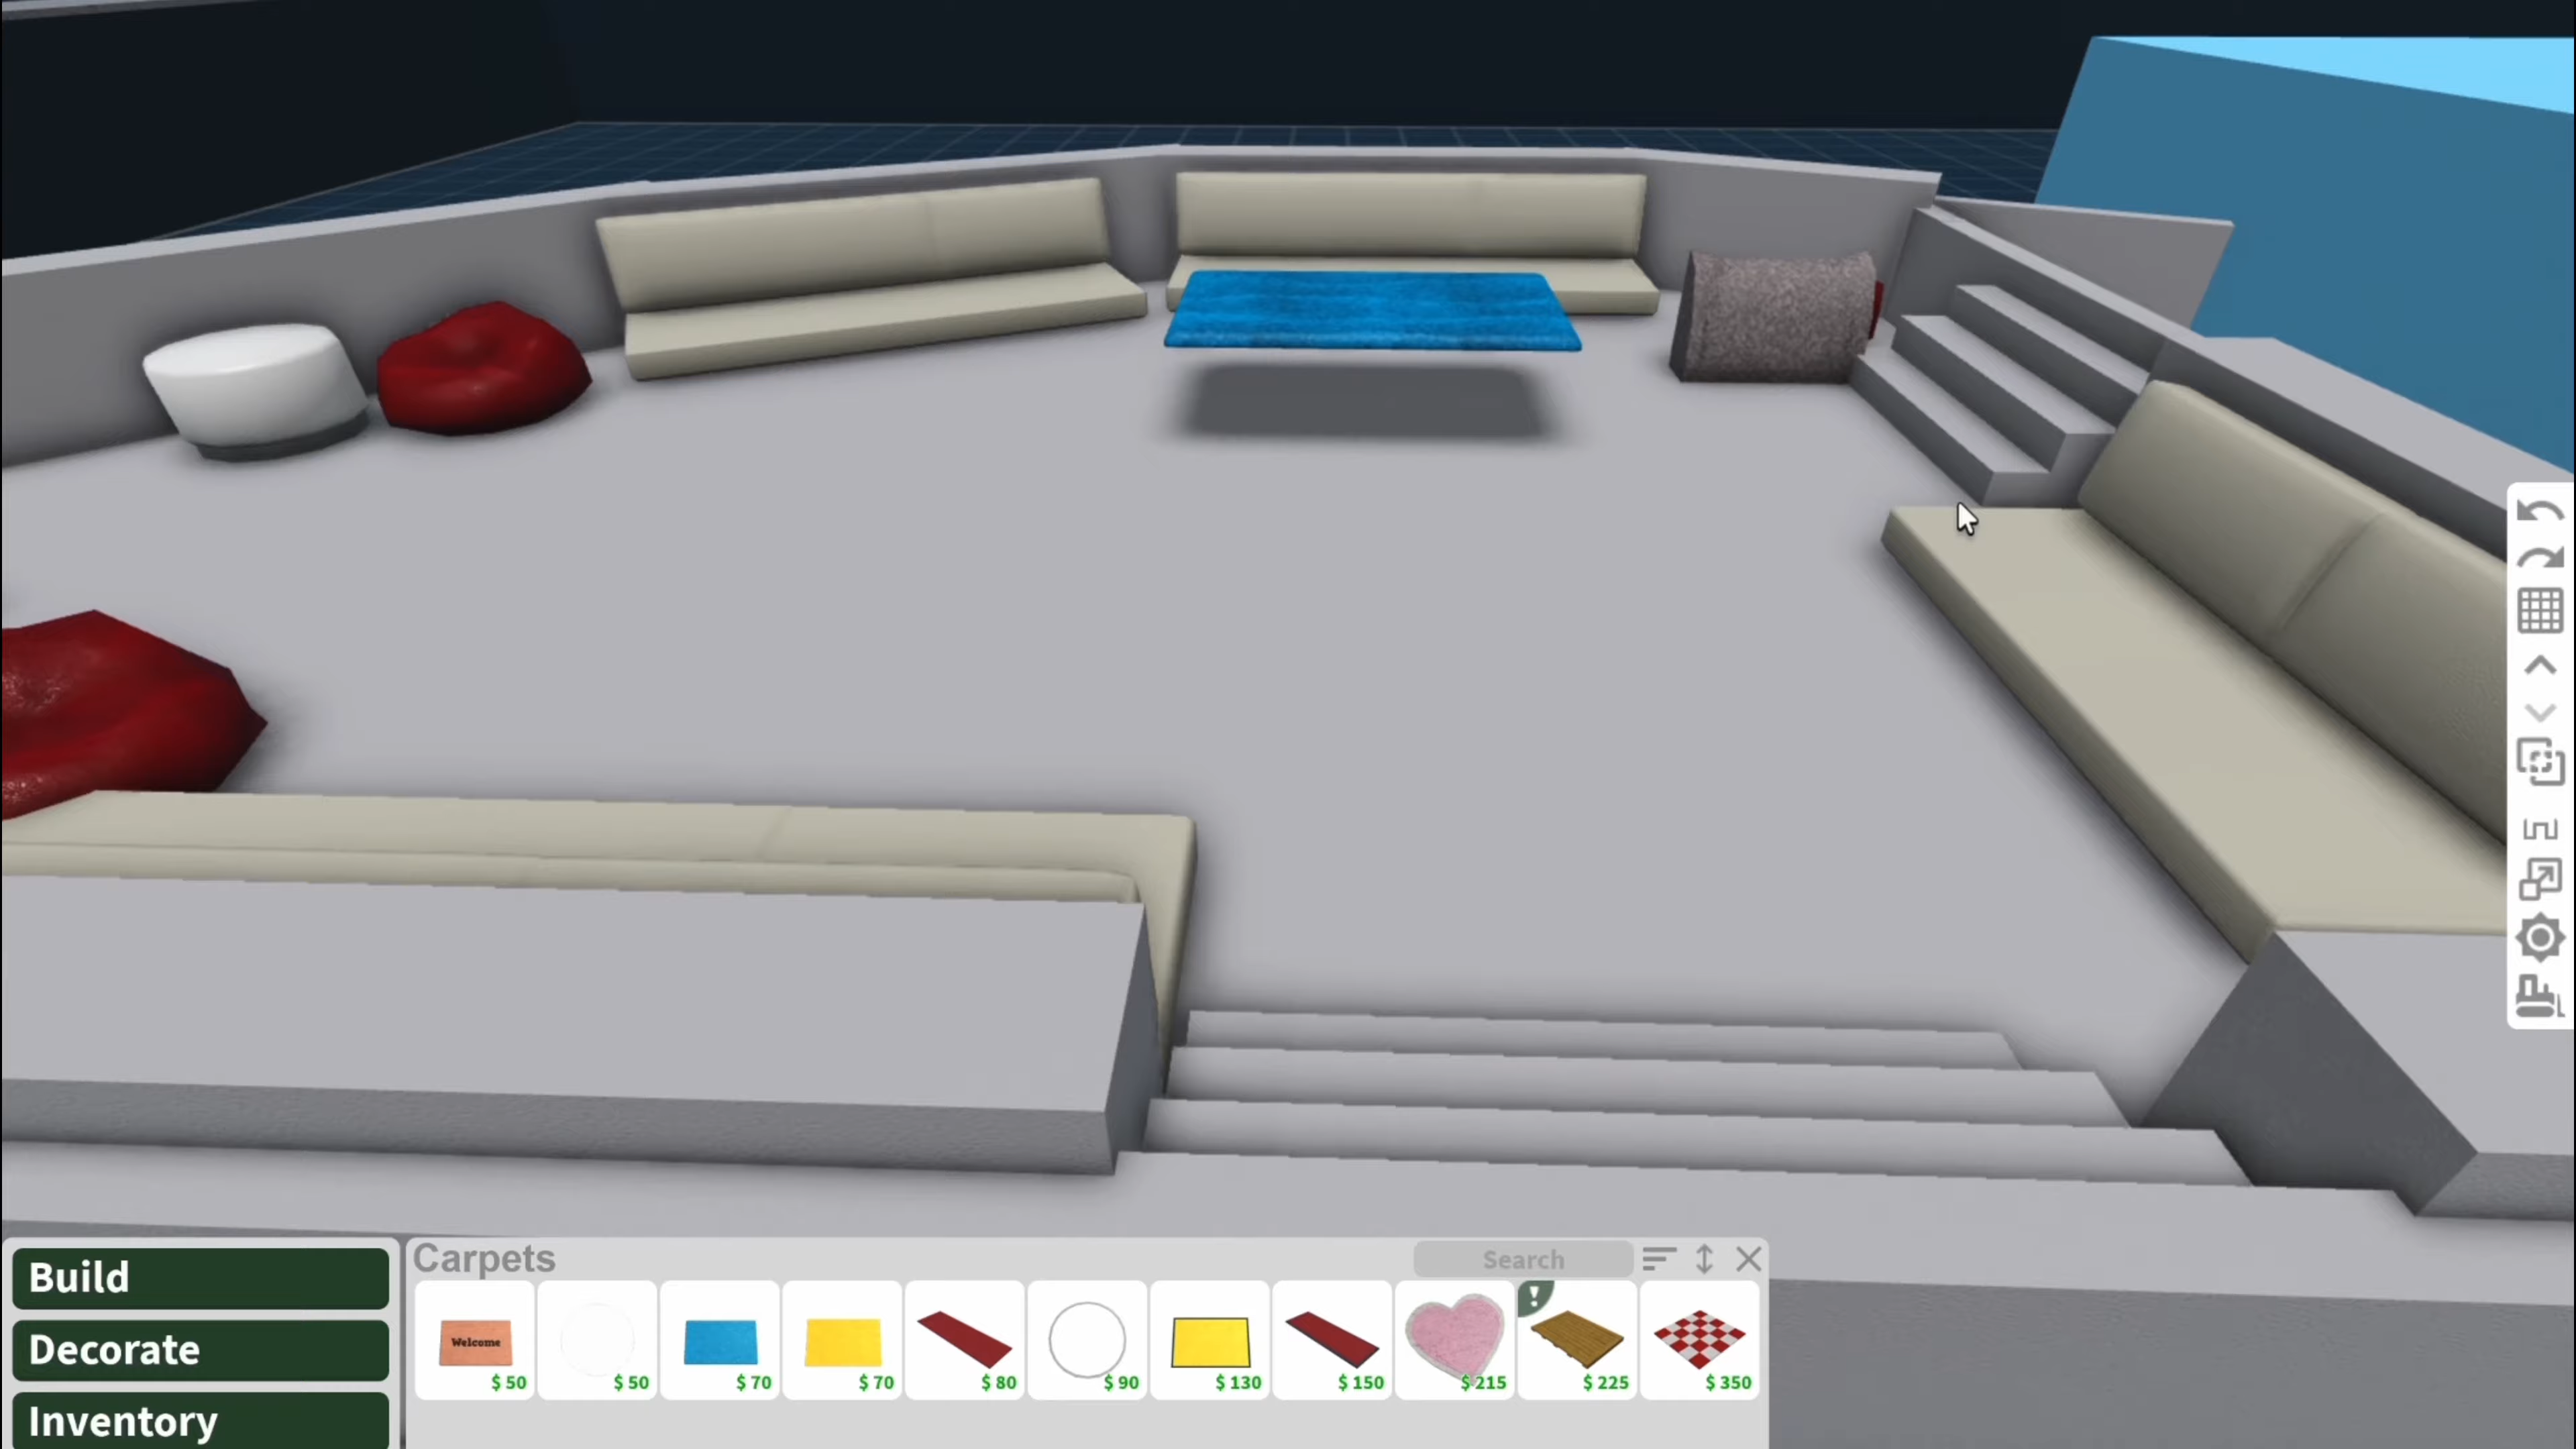 Carpets
Search
Build
Decorate
Inventory
Welcome
$ 50
$ 50
$ 70
$ 70
$ 80
$ 90
$ 130
$ 150
$ 215
!
$ 225
$ 350